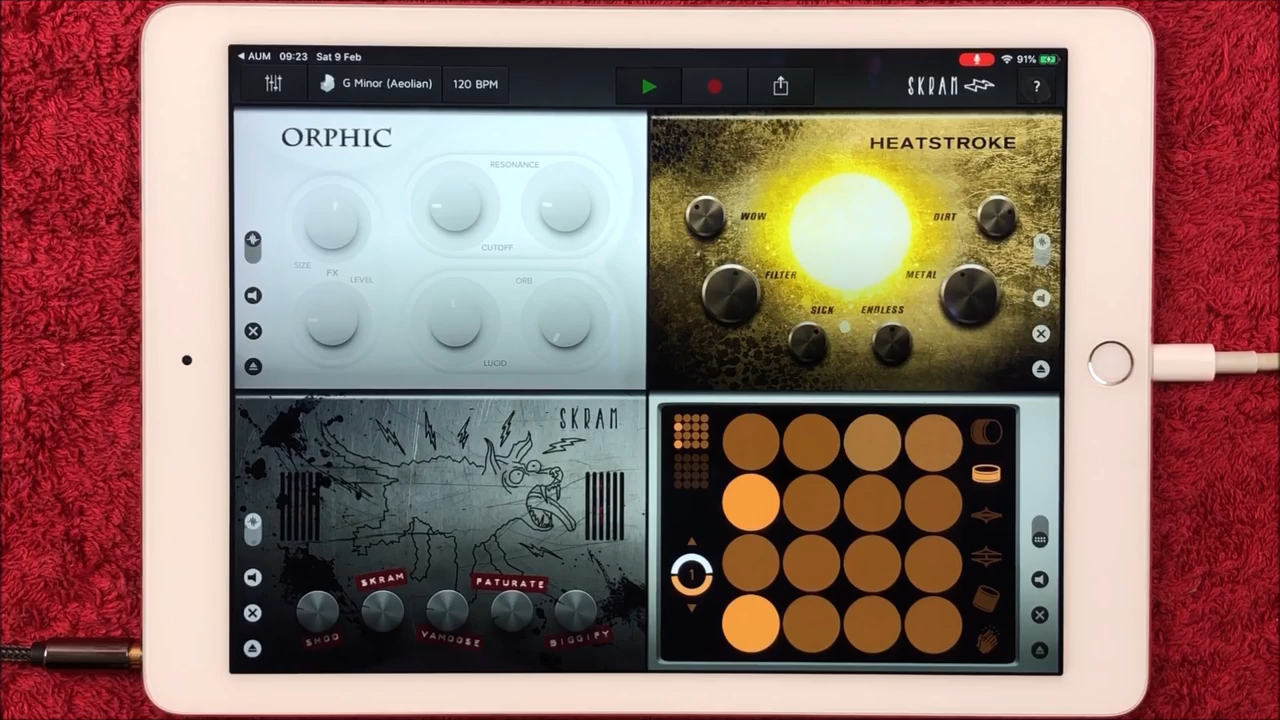 AUM 09:23 Sat 9 Feb
91%
G Minor (Aeolian)
120 BPM
SKRAM
?
ORPHIC
RESONANCE
CUTOFF
SIZE
FX
LEVEL
ORB
LUCID
HEATSTROKE
WOW
DIRT
FILTER
METAL
SICK
ENDLESS
SKRAM
SKRAM
FATURATE
SHOO
VAMOOSE
BIGGIFY
1